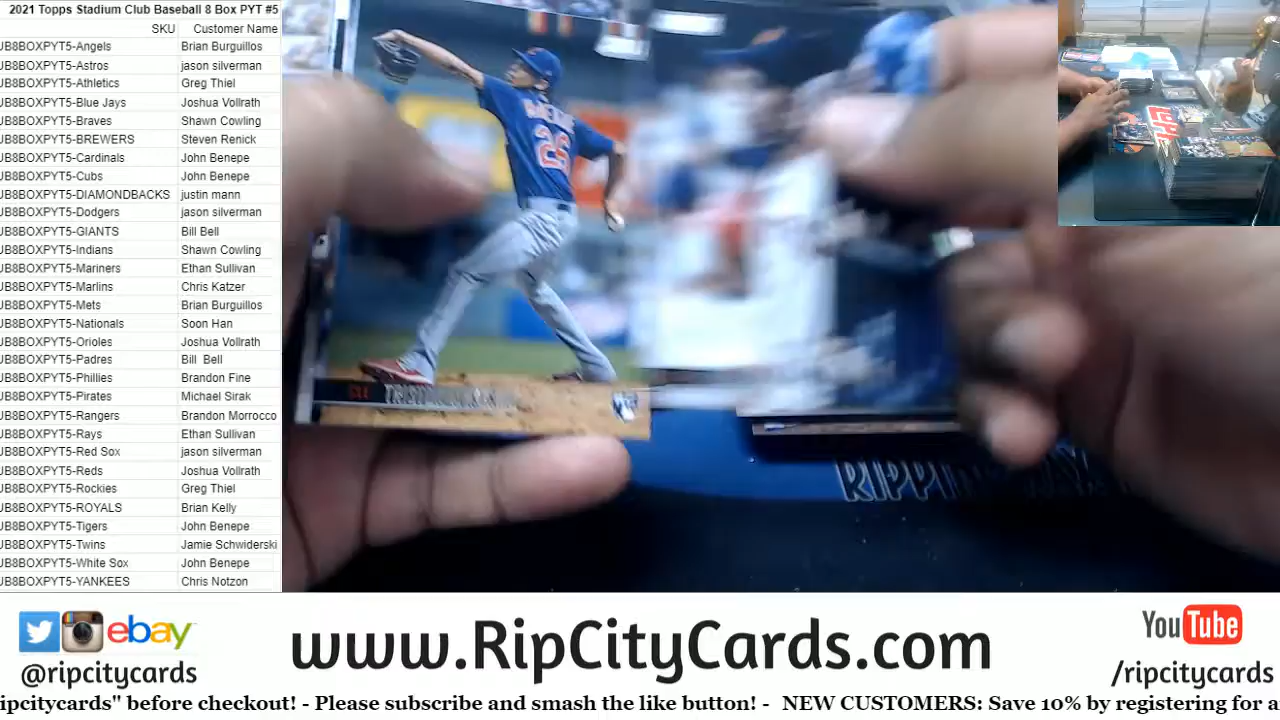 2021 Topps Stadium Club Baseball 8 Box PYT #5
SKU Customer Name
JB8BOXPYT5-Angels Brian Burguillos
JB8BOXPYT5-Astros jason silverman
JB8BOXPYT5-Athletics Greg Thiel
JB8BOXPYT5-Blue Jays Joshua Vollrath
JB8BOXPYT5-Braves Shawn Cowling
JB8BOXPYT5-BREWERS Steven Renick
JB8BOXPYT5-Cardinals John Benepe
JB8BOXPYT5-Cubs John Benepe
JB8BOXPYT5-DIAMONDBACKS justin mann
JB8BOXPYT5-Dodgers jason silverman
JB8BOXPYT5-GIANTS Bill Bell
JB8BOXPYT5-Indians Shawn Cowling
JB8BOXPYT5-Mariners Ethan Sullivan
JB8BOXPYT5-Marlins Chris Katzer
JB8BOXPYT5-Mets Brian Burguillos
JB8BOXPYT5-Nationals Soon Han
JB8BOXPYT5-Orioles Joshua Vollrath
JB8BOXPYT5-Padres Bill Bell
JB8BOXPYT5-Phillies Brandon Fine
JB8BOXPYT5-Pirates Michael Sirak
JB8BOXPYT5-Rangers Brandon Morrocco
JB8BOXPYT5-Rays Ethan Sullivan
JB8BOXPYT5-Red Sox jason silverman
JB8BOXPYT5-Reds Joshua Vollrath
JB8BOXPYT5-Rockies Greg Thiel
JB8BOXPYT5-ROYALS Brian Kelly
JB8BOXPYT5-Tigers John Benepe
JB8BOXPYT5-Twins Jamie Schwiderski
JB8BOXPYT5-White Sox John Benepe
JB8BOXPYT5-YANKEES Chris Notzon
26
CLE
RIPPI
ebay
@ripcitycards
www.RipCityCards.com
You Tube
/ripcitycards
ipcitycards" before checkout! - Please subscribe and smash the like button! - NEW CUSTOMERS: Save 10% by registering for a